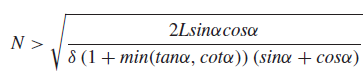 N > √(2Lsinαcosα / (δ (1 + min(tanα, cotα)) (sinα + cosα)))